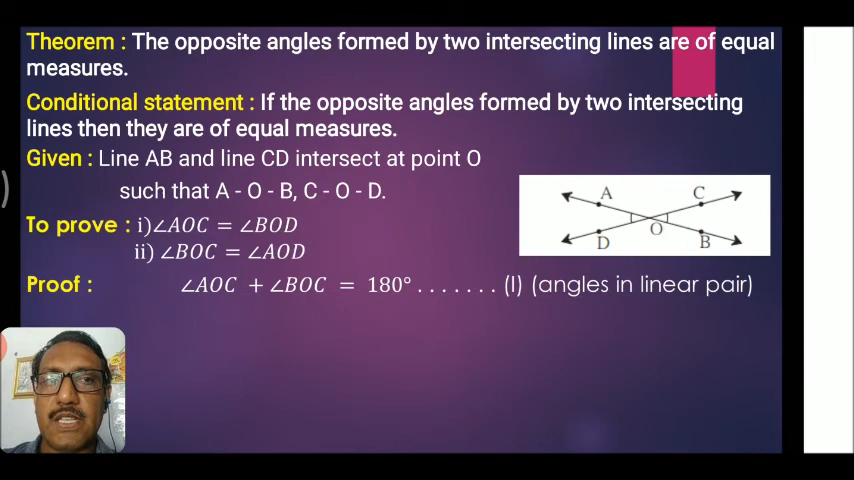 Theorem : The opposite angles formed by two intersecting lines are of equal
measures.
Conditional statement : If the opposite angles formed by two intersecting
lines then they are of equal measures.
Given : Line AB and line CD intersect at point O
such that A - O - B, C - O - D.
To prove : i)∠AOC = ∠BOD
ii) ∠BOC = ∠AOD
A C
O
D B
Proof : ∠AOC + ∠BOC = 180° . . . . . . . (I) (angles in linear pair)